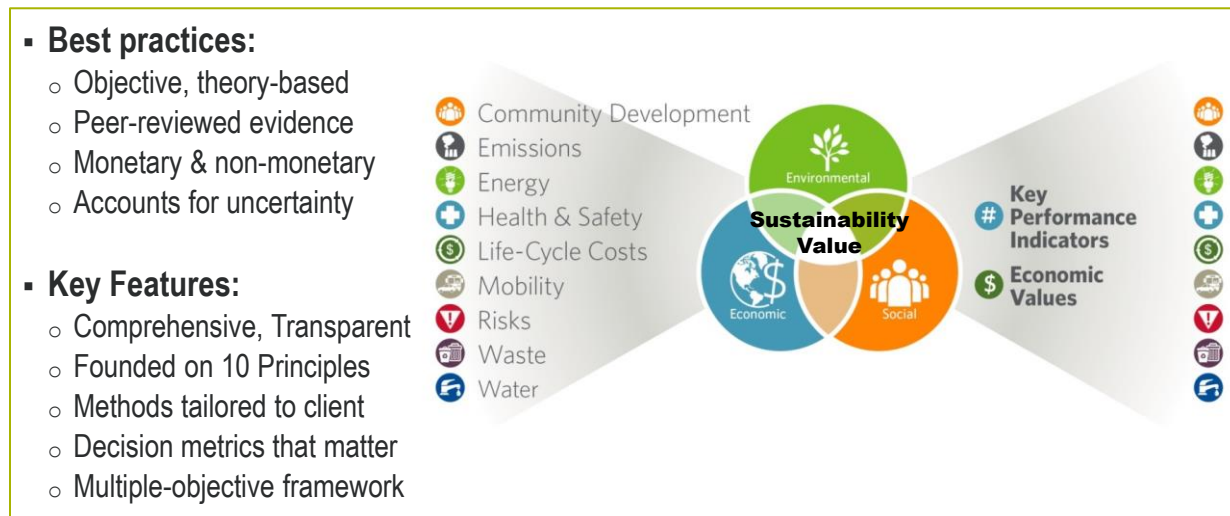 Best practices:
Objective, theory-based
Peer-reviewed evidence
Monetary & non-monetary
Accounts for uncertainty
Key Features:
Comprehensive, Transparent
Founded on 10 Principles
Methods tailored to client
Decision metrics that matter
Multiple-objective framework
Community Development
Emissions
Energy
Health & Safety
Life-Cycle Costs
Mobility
Risks
Waste
Water
Environmental
Sustainability
Value
Economic
Social
# Key
Performance
Indicators
$ Economic
Values